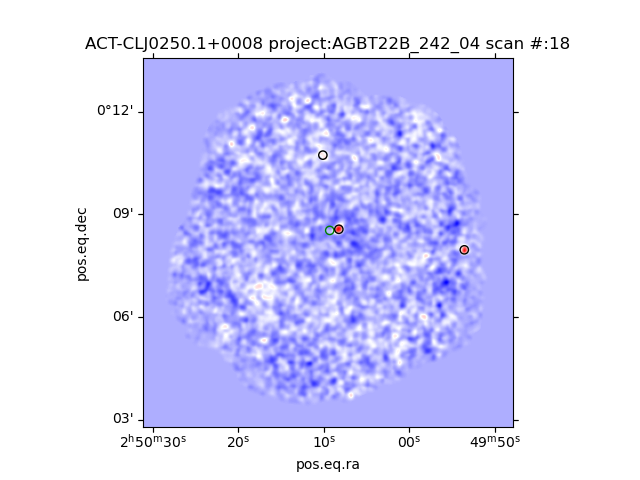 ACT-CLJ0250.1+0008 project:AGBT22B_242_04 scan #:18
0°12'
09'
06'
03'
pos.eq.dec
2ʰ50ᵐ30ˢ 20ˢ 10ˢ 00ˢ 49ᵐ50ˢ
pos.eq.ra